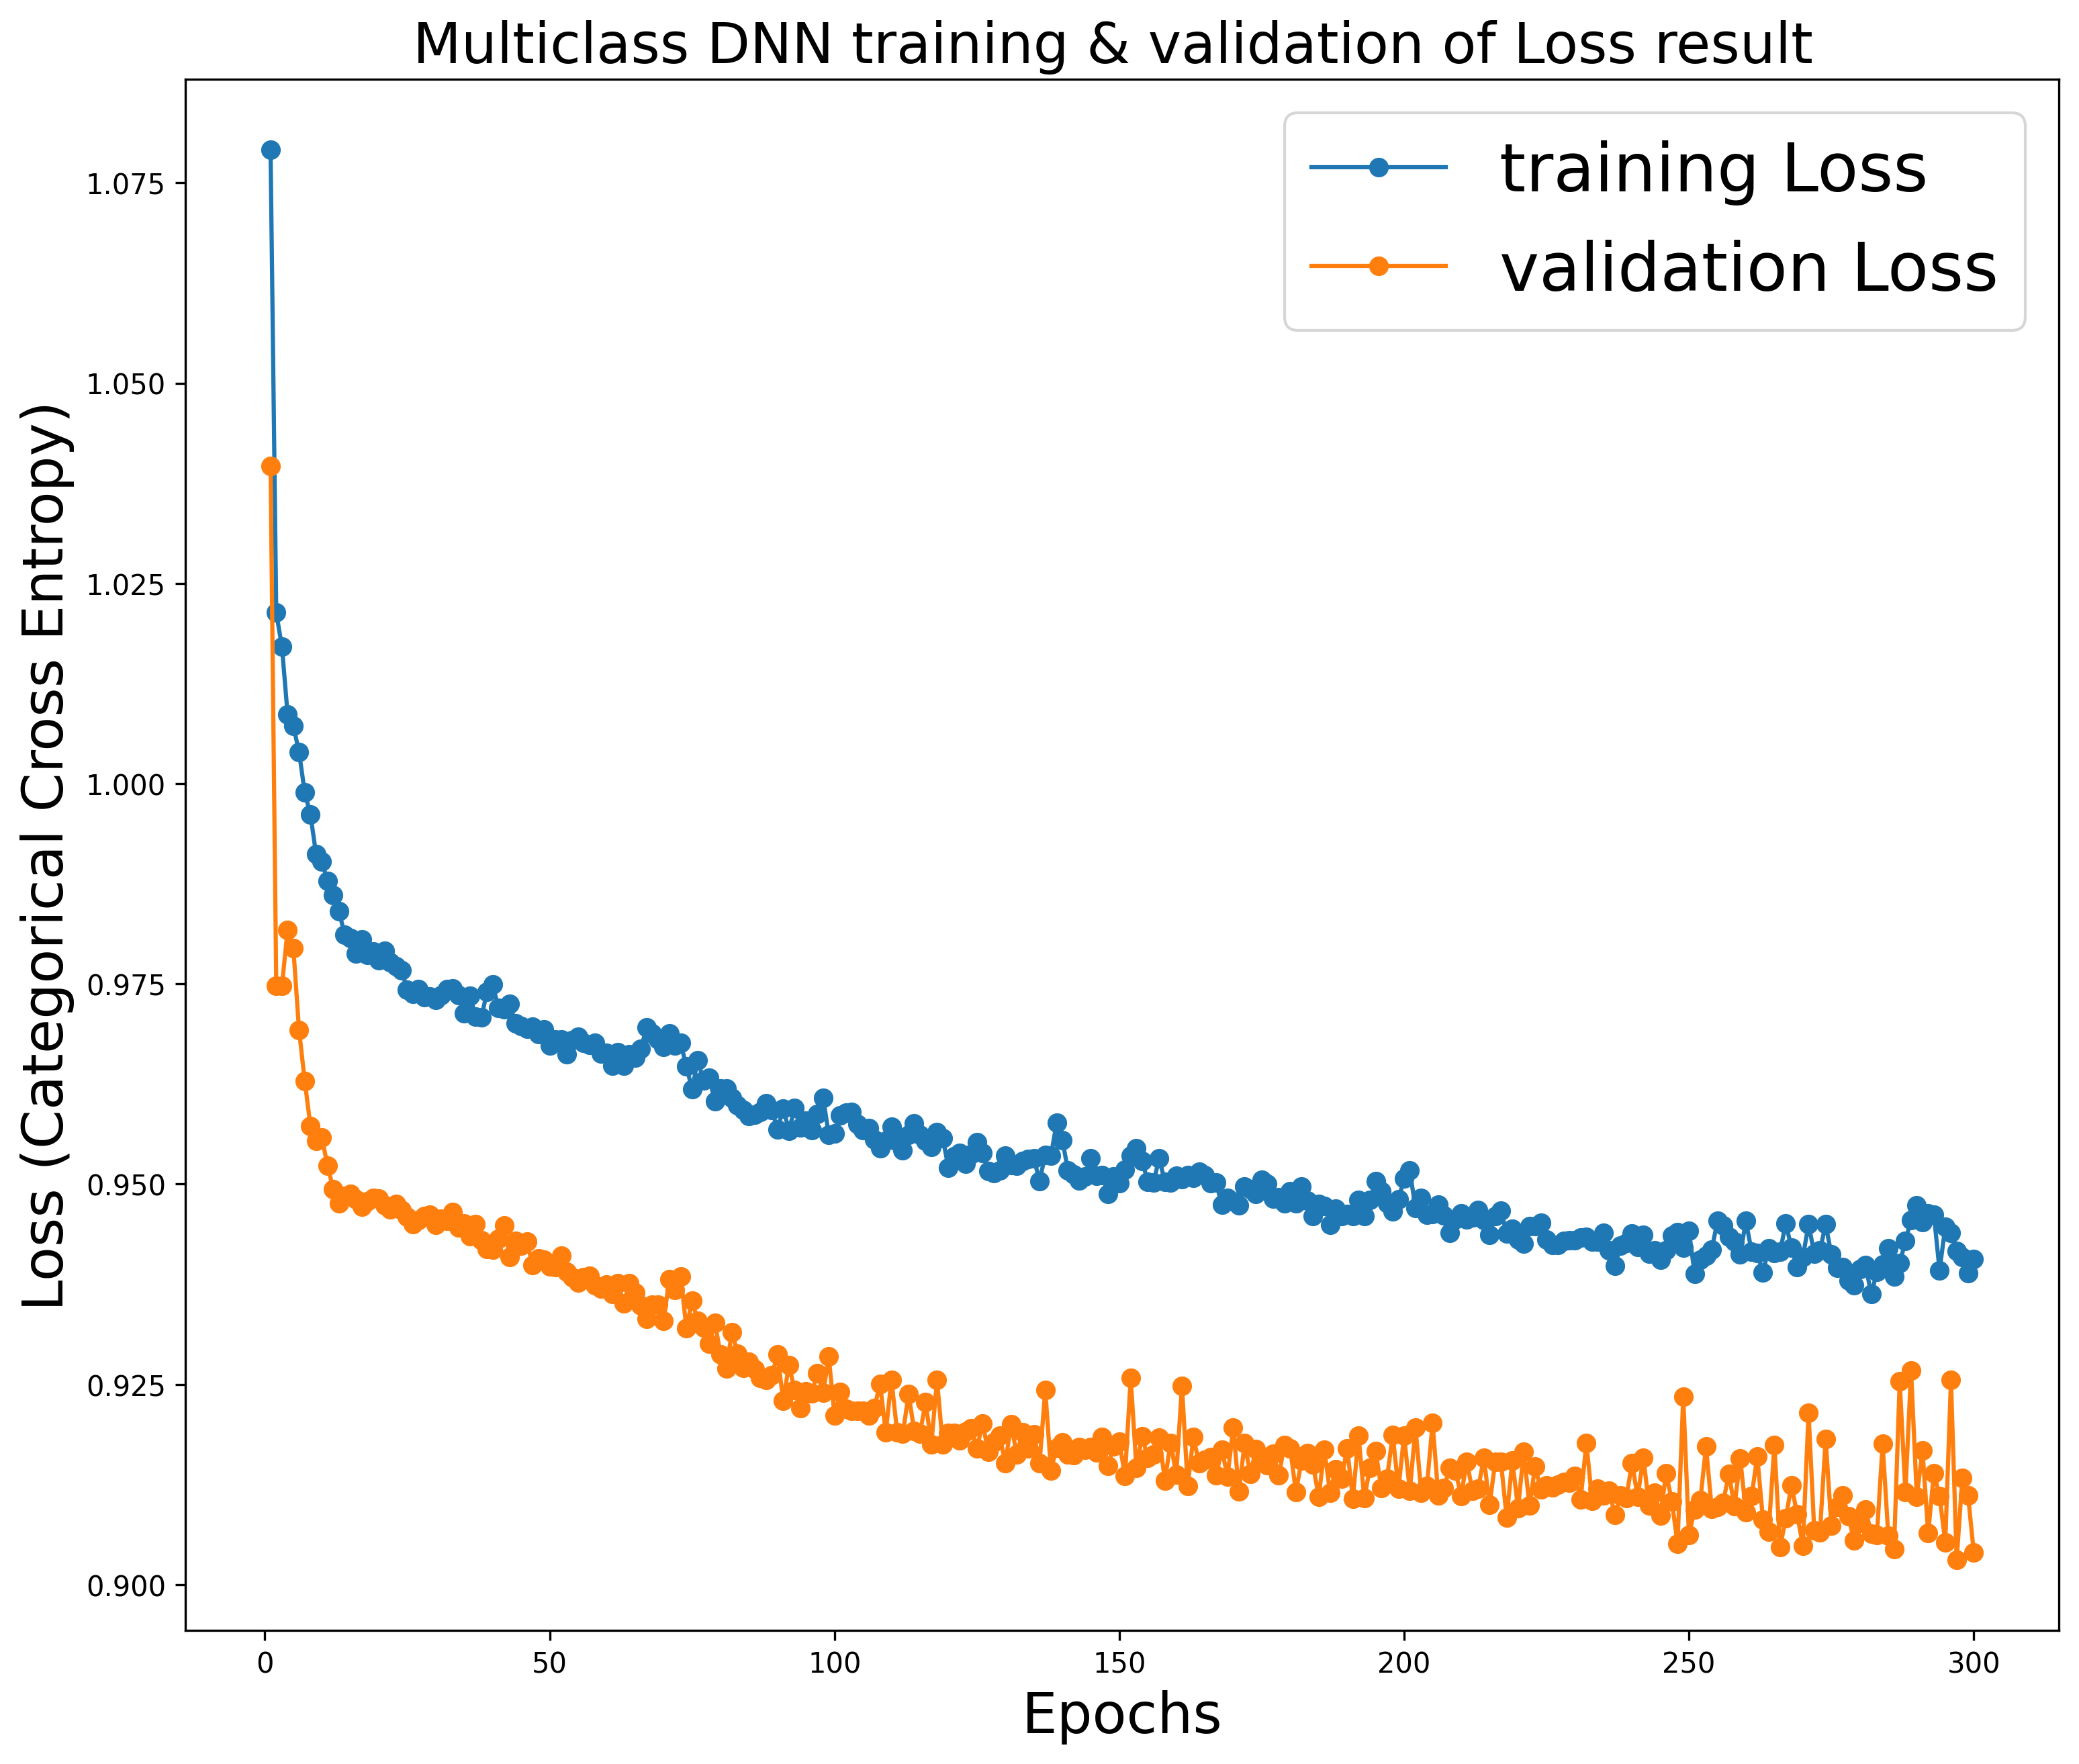 Multiclass DNN training & validation of Loss result
training Loss
validation Loss
Loss (Categorical Cross Entropy)
1.075
1.050
1.025
1.000
0.975
0.950
0.925
0.900
0 50 100 150 200 250 300
Epochs